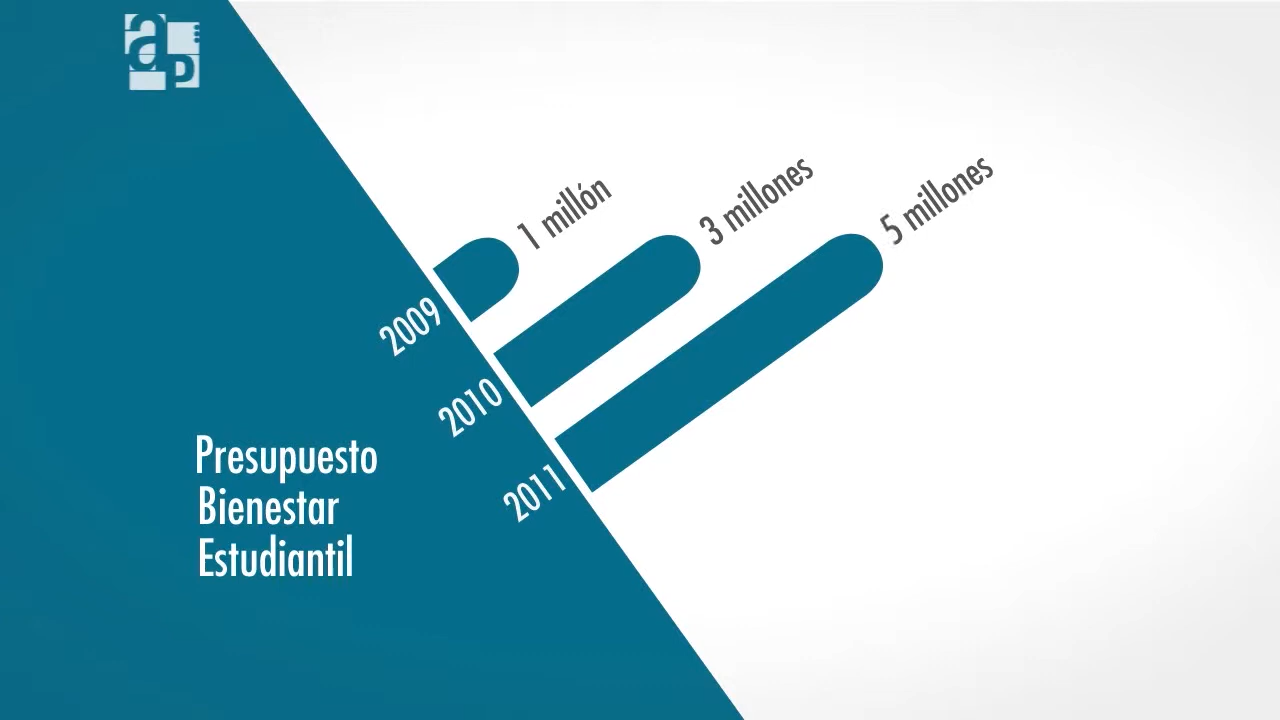 a
E
p
1 millón
3 millones
5 millones
2009
2010
2011
Presupuesto
Bienestar
Estudiantil